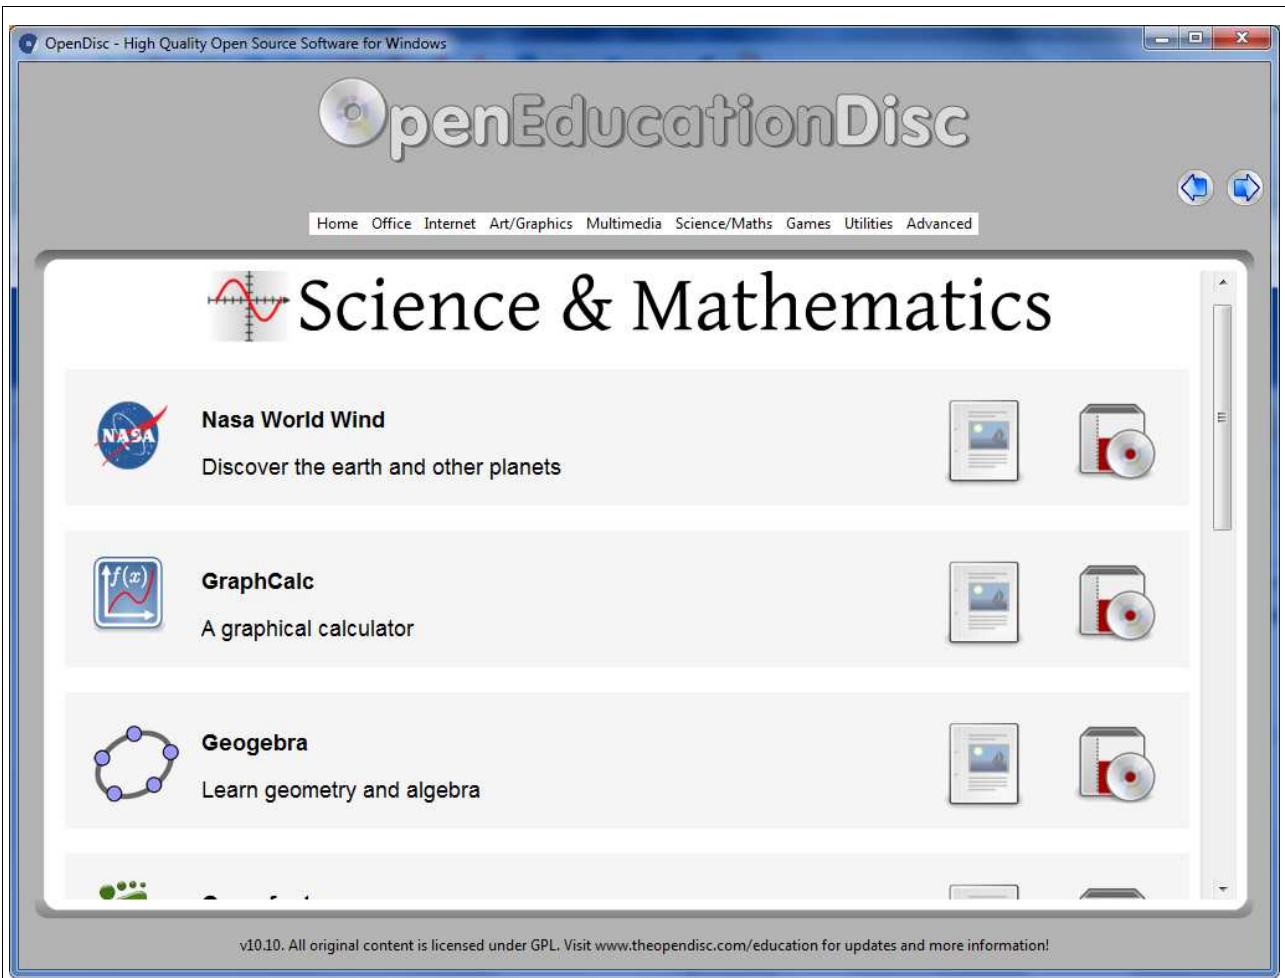 OpenDisc - High Quality Open Source Software for Windows
OpenEducationDisc
Home Office Internet Art/Graphics Multimedia Science/Maths Games Utilities Advanced
Science & Mathematics
NASA
Nasa World Wind
Discover the earth and other planets
f(x)
GraphCalc
A graphical calculator
Geogebra
Learn geometry and algebra
v10.10. All original content is licensed under GPL. Visit www.theopendisc.com/education for updates and more information!